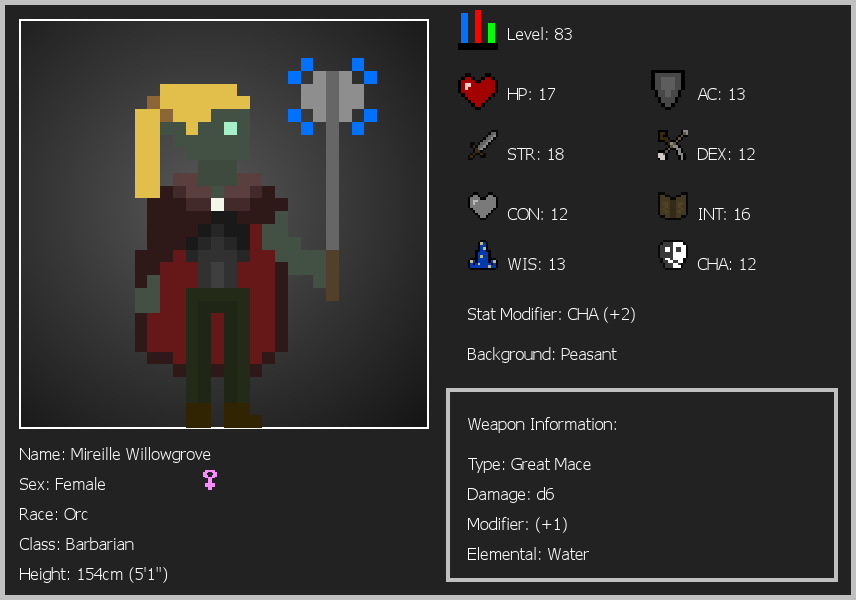 Level: 83
HP: 17
AC: 13
STR: 18
DEX: 12
CON: 12
INT: 16
WIS: 13
CHA: 12
Stat Modifier: CHA (+2)
Background: Peasant
Weapon Information:
Type: Great Mace
Damage: d6
Modifier: (+1)
Elemental: Water
Name: Mireille Willowgrove
Sex: Female
Race: Orc
Class: Barbarian
Height: 154cm (5'1")